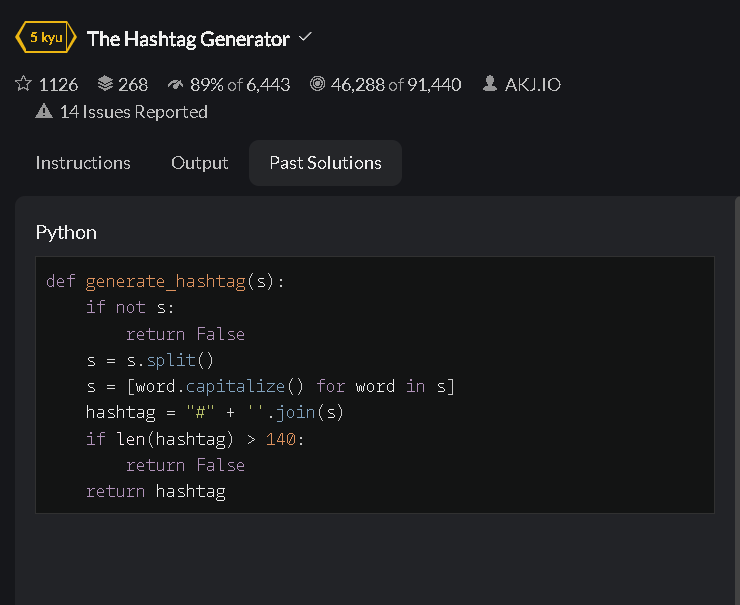 5 kyu The Hashtag Generator
1126 268 89% of 6,443 46,288 of 91,440 AKJ.IO
14 Issues Reported
Instructions Output Past Solutions
Python
def generate_hashtag(s):
    if not s:
        return False
    s = s.split()
    s = [word.capitalize() for word in s]
    hashtag = "#" + ''.join(s)
    if len(hashtag) > 140:
        return False
    return hashtag